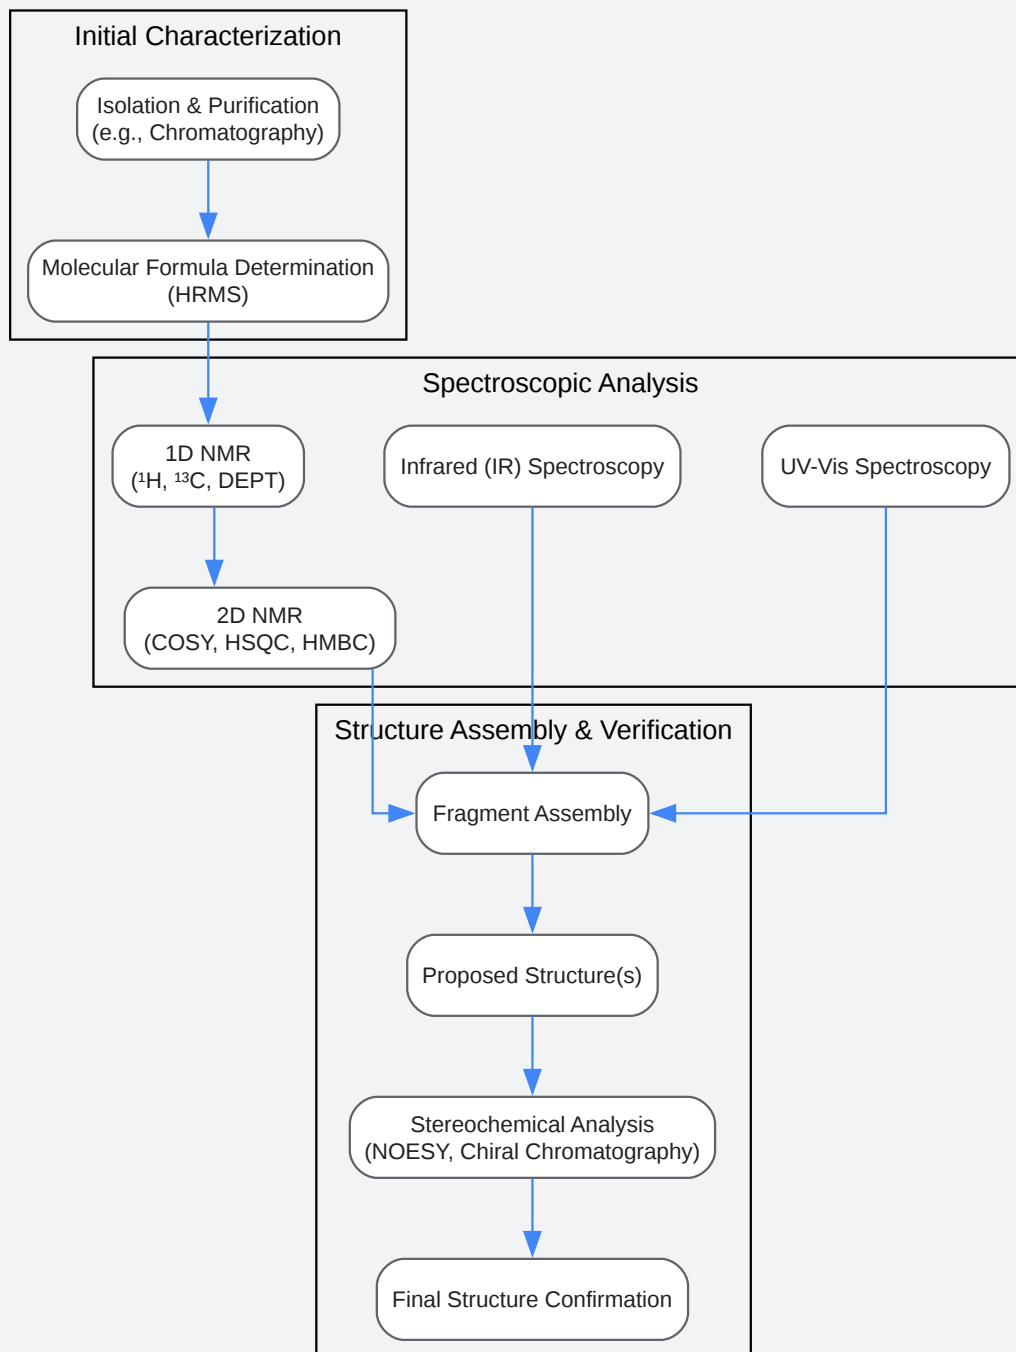 Initial Characterization
Isolation & Purification
(e.g., Chromatography)
Molecular Formula Determination
(HRMS)
Spectroscopic Analysis
1D NMR
(¹H, ¹³C, DEPT)
Infrared (IR) Spectroscopy
UV-Vis Spectroscopy
2D NMR
(COSY, HSQC, HMBC)
Structure Assembly & Verification
Fragment Assembly
Proposed Structure(s)
Stereochemical Analysis
(NOESY, Chiral Chromatography)
Final Structure Confirmation